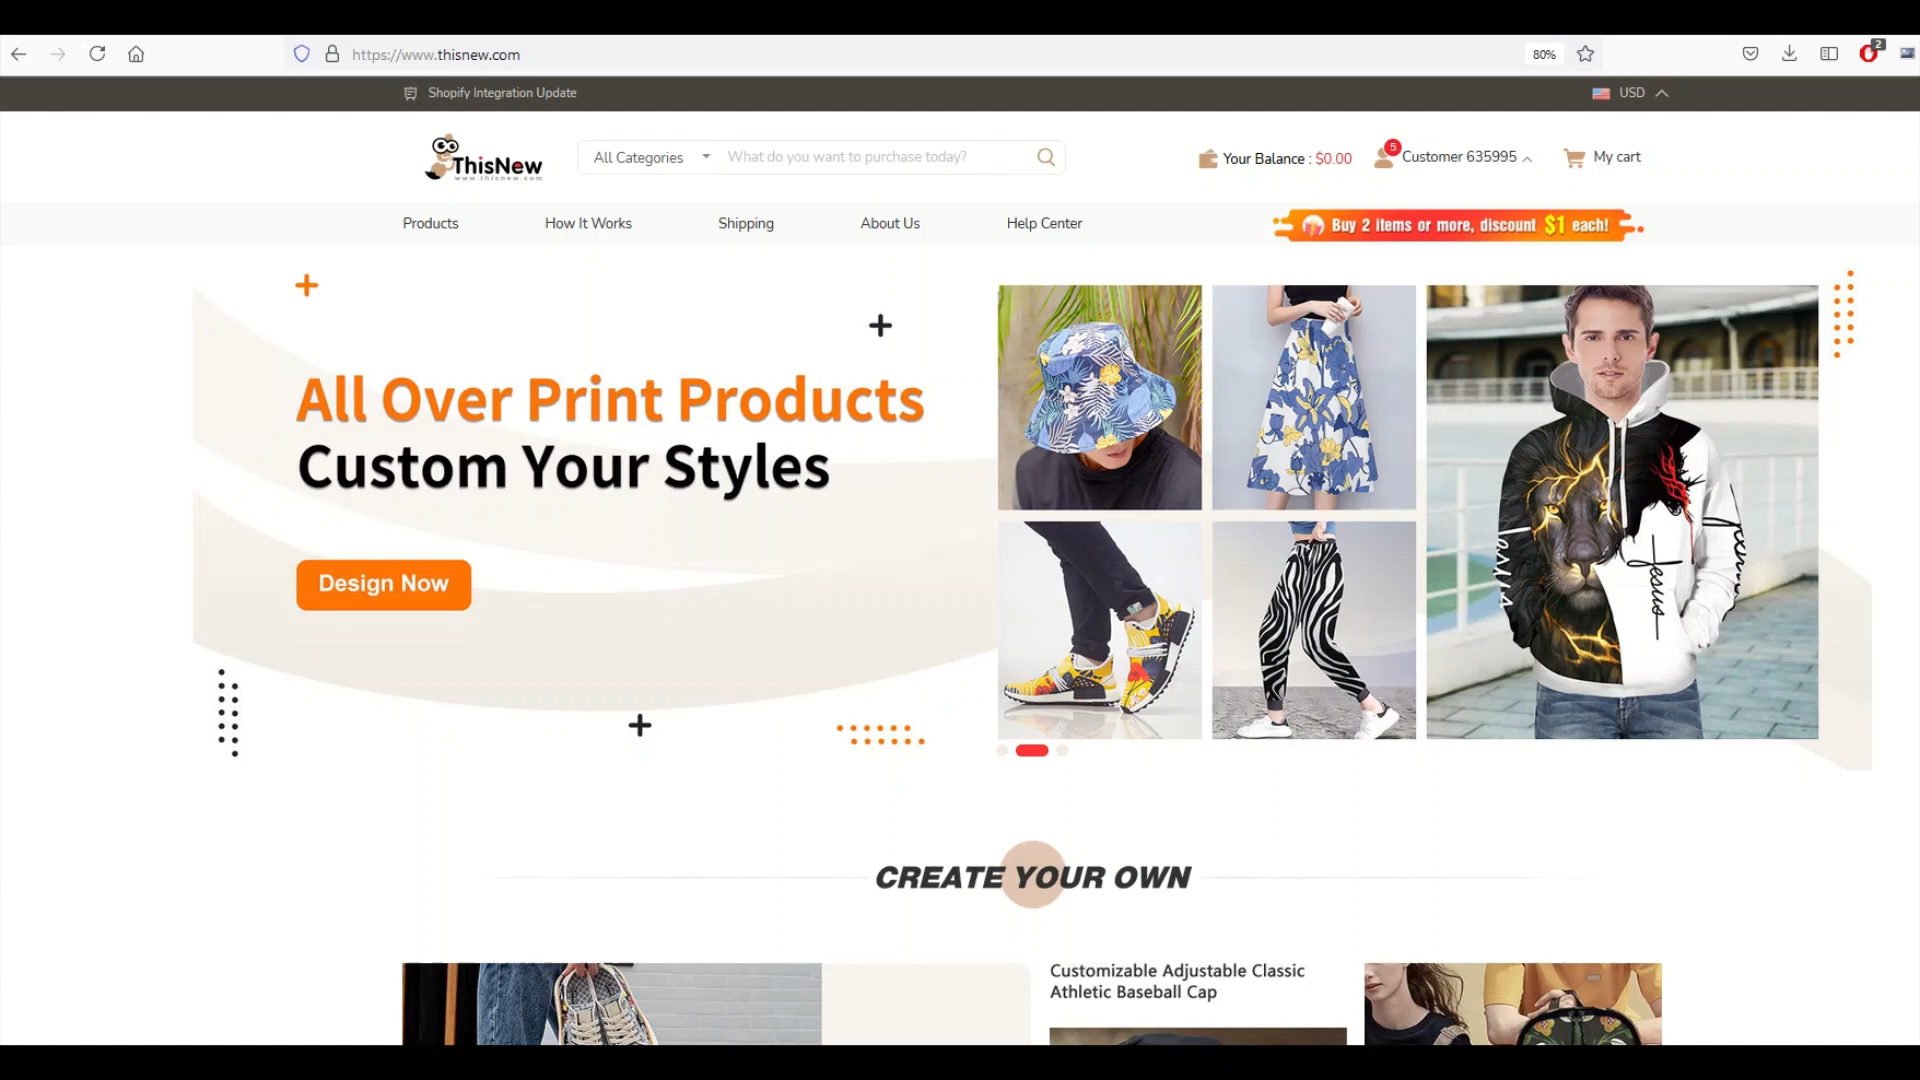 https://www.thisnew.com
80%
2
Shopify Integration Update
USD
ThisNew
www.thisnew.com
All Categories
What do you want to purchase today?
Your Balance : $0.00
5
Customer 635995
My cart
Products
How It Works
Shipping
About Us
Help Center
Buy 2 items or more, discount $1 each!
All Over Print Products
Custom Your Styles
Design Now
Jesus
CREATE YOUR OWN
Customizable Adjustable Classic
Athletic Baseball Cap